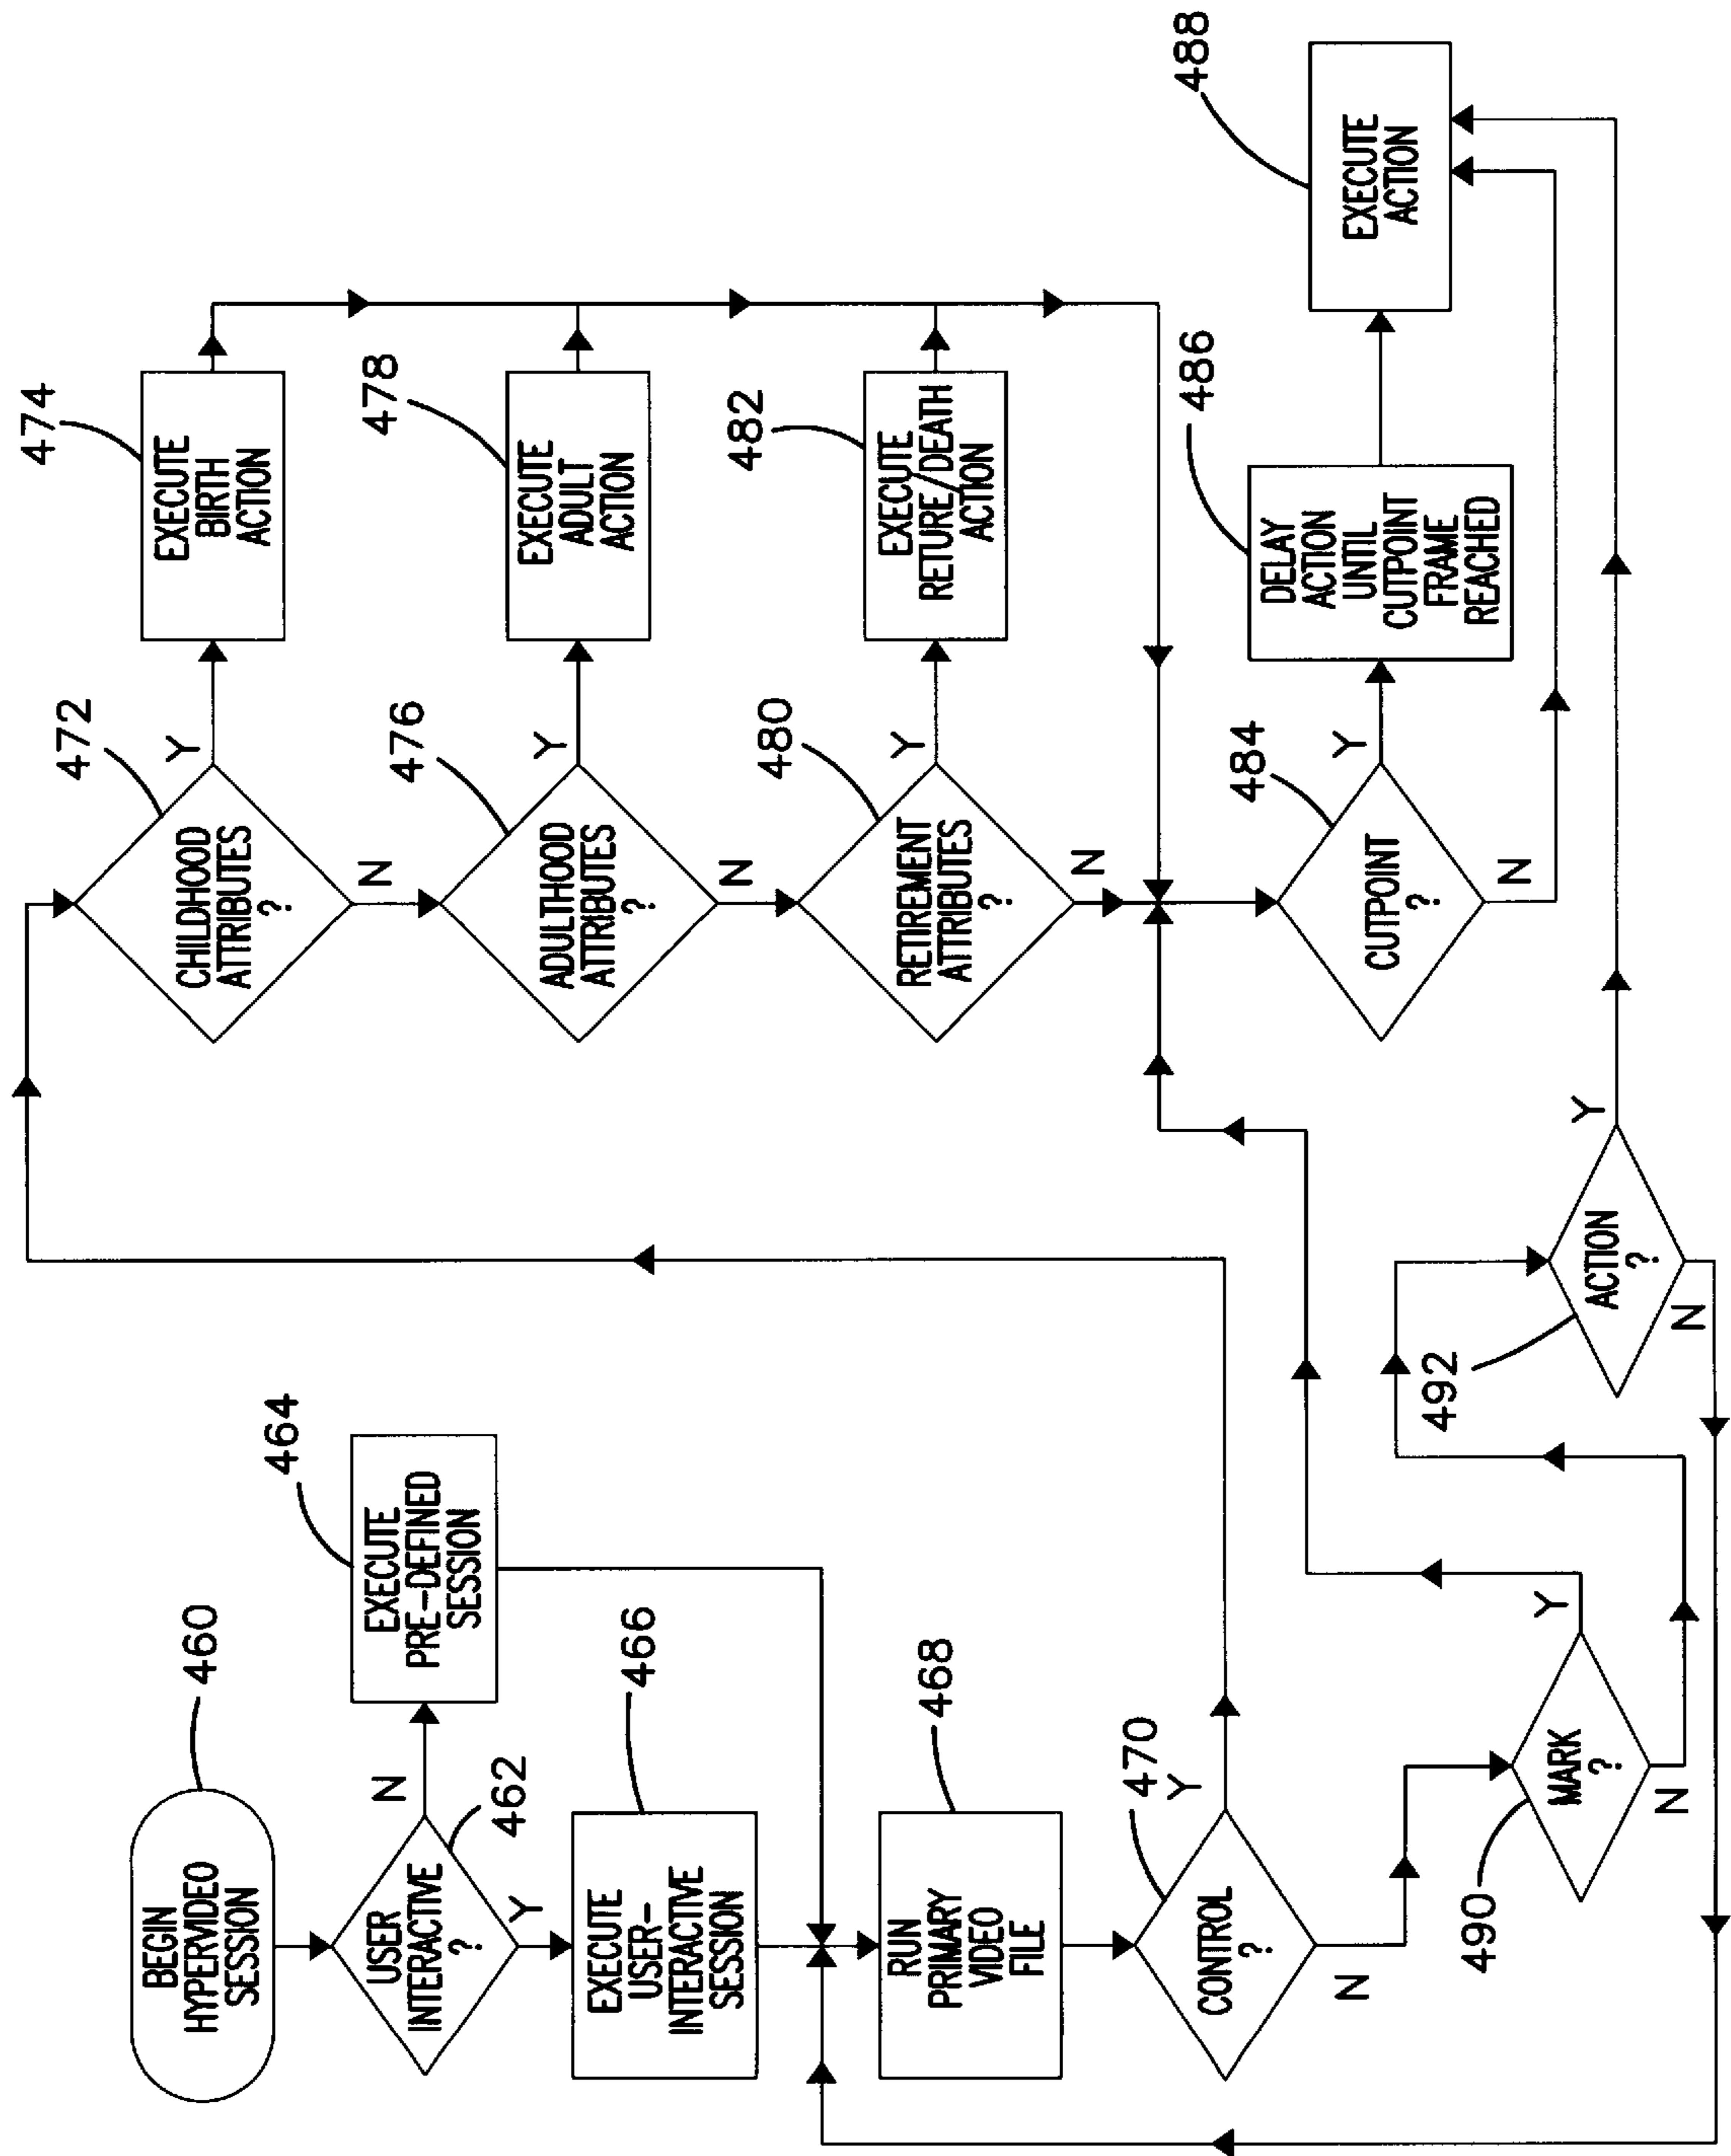 BEGIN
HYPERVIDEO
SESSION
460
USER
INTERACTIVE
?
462
N
Y
EXECUTE
PRE-DEFINED
SESSION
464
EXECUTE
USER-
INTERACTIVE
SESSION
466
RUN
PRIMARY
VIDEO
FILE
468
CONTROL
?
470
Y
N
MARK
?
490
Y
N
ACTION
?
492
Y
N
CHILDHOOD
ATTRIBUTES
?
472
Y
N
EXECUTE
BIRTH
ACTION
474
ADULTHOOD
ATTRIBUTES
?
476
Y
N
EXECUTE
ADULT
ACTION
478
RETIREMENT
ATTRIBUTES
?
480
Y
N
EXECUTE
RETURE/DEATH
ACTION
482
CUTPOINT
?
484
Y
N
DELAY
ACTION
UNTIL
CUTPOINT
FRAME
REACHED
486
EXECUTE
ACTION
488